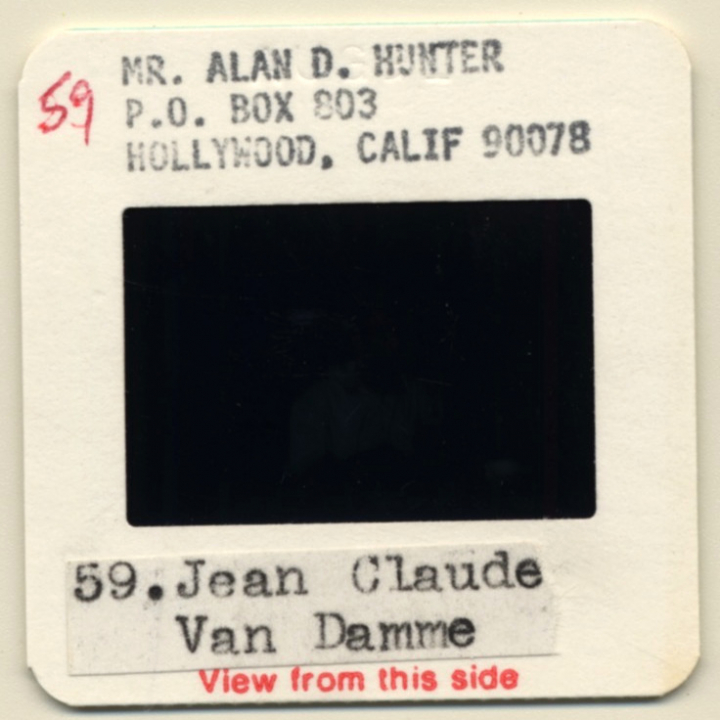 59
MR. ALAN D. HUNTER
P.O. BOX 803
HOLLYWOOD, CALIF 90078
59. Jean Claude
Van Damme
View from this side